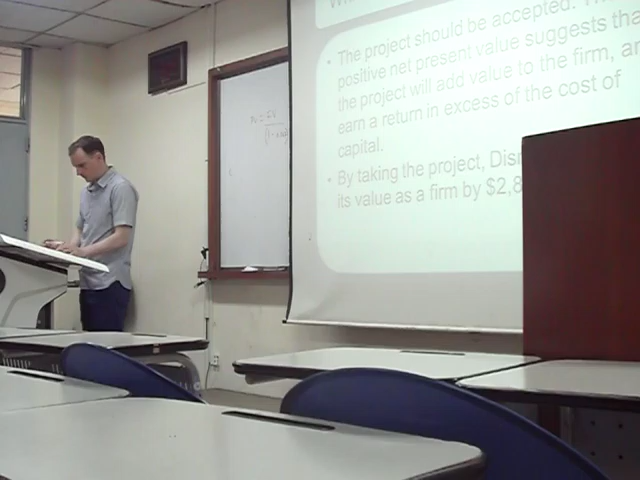 • The project should be accepted.
positive net present value suggests tha
the project will add value to the firm, an
earn a return in excess of the cost of
capital.
• By taking the project, Disn
its value as a firm by $2,8